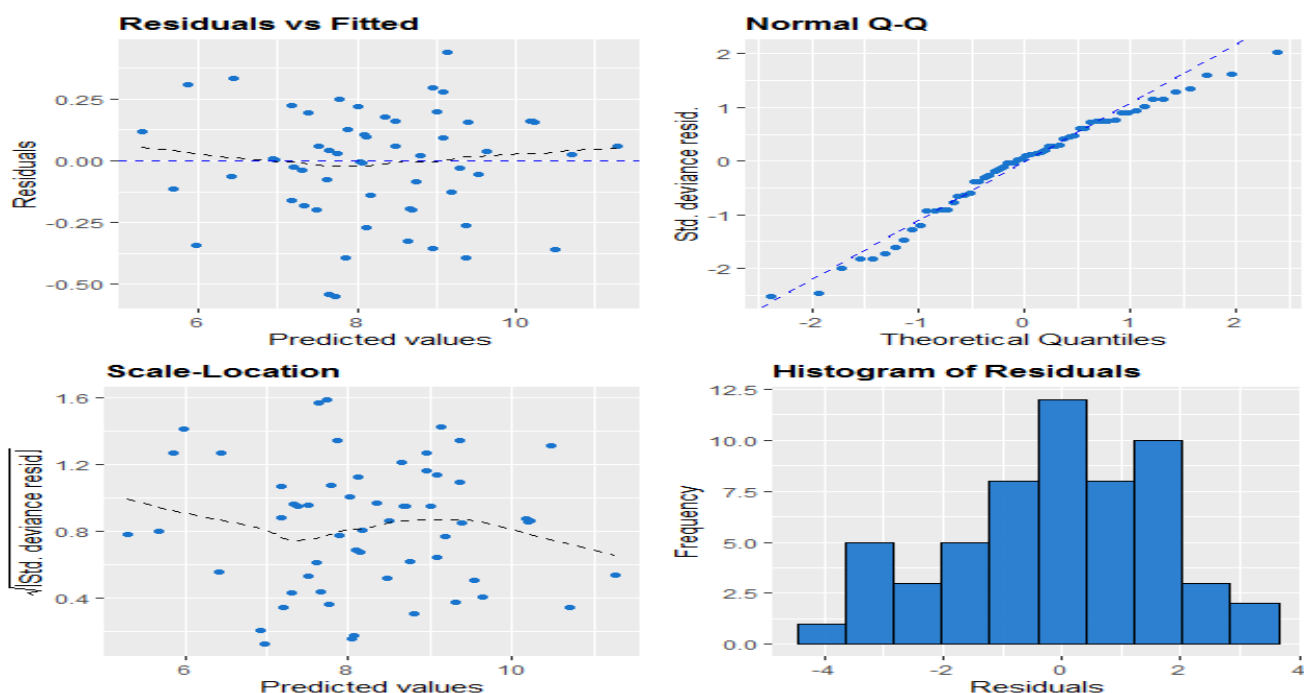 Residuals vs Fitted
Residuals
0.25
0.00
-0.25
-0.50
6
8
10
Predicted values
Normal Q-Q
Std. deviance resid.
2
1
0
-1
-2
-2
-1
0
1
2
Theoretical Quantiles
Scale-Location
√|Std. deviance resid.|
1.6
1.2
0.8
0.4
6
8
10
Predicted values
Histogram of Residuals
Frequency
12.5
10.0
7.5
5.0
2.5
0.0
-4
-2
0
2
4
Residuals